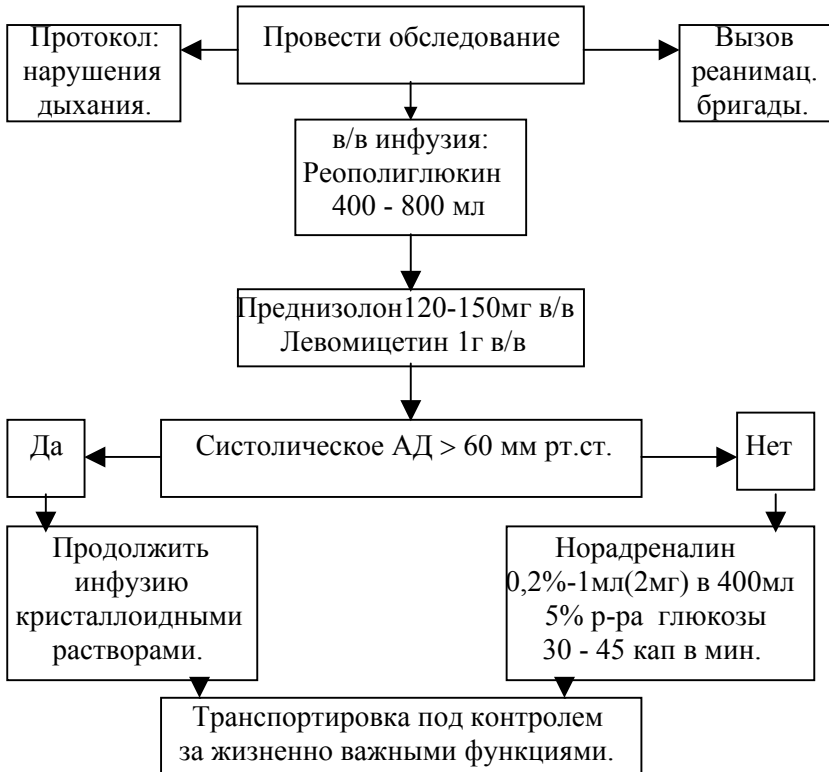 Протокол:
нарушения
дыхания.
Провести обследование
Вызов
реанимац.
бригады.
в/в инфузия:
Реополиглюкин
400 - 800 мл
Преднизолон120-150мг в/в
Левомицетин 1г в/в
Да
Систолическое АД > 60 мм рт.ст.
Нет
Продолжить
инфузию
кристаллоидными
растворами.
Норадреналин
0,2%-1мл(2мг) в 400мл
5% р-ра глюкозы
30 - 45 кап в мин.
Транспортировка под контролем
за жизненно важными функциями.